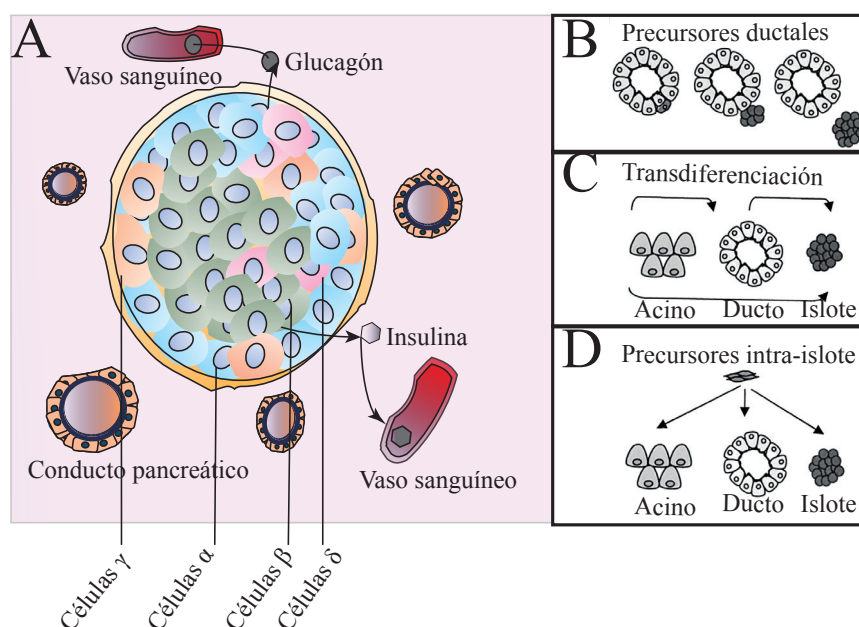 A
Vaso sanguíneo
Glucagón
Insulina
Conducto pancreático
Vaso sanguíneo
Células γ
Células α
Células β
Células δ
B
Precursores ductales
C
Transdiferenciación
Acino Ducto Islote
D
Precursores intra-islote
Acino Ducto Islote